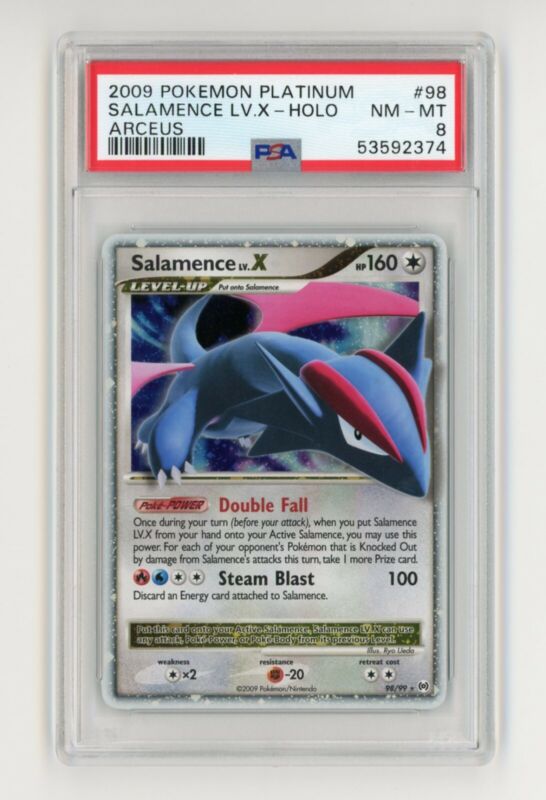 2009 POKEMON PLATINUM #98
SALAMENCE LV.X – HOLO NM – MT
ARCEUS 8
PSA 53592374
Salamence LV.X HP 160
LEVEL-UP Put onto Salamence
Poké-POWER Double Fall
Once during your turn (before your attack), when you put Salamence
LV.X from your hand onto your Active Salamence, you may use this
power. For each of your opponent's Pokémon that is Knocked Out
by damage from Salamence's attacks this turn, take 1 more Prize card.
Steam Blast 100
Discard an Energy card attached to Salamence.
Put this card onto your Active Salamence. Salamence LV.X can use
any attack, Poké-Power, or Poké-Body from its previous Level.
Illus. Ryo Ueda
weakness resistance retreat cost
×2 -20
©2009 Pokémon/Nintendo 98/99